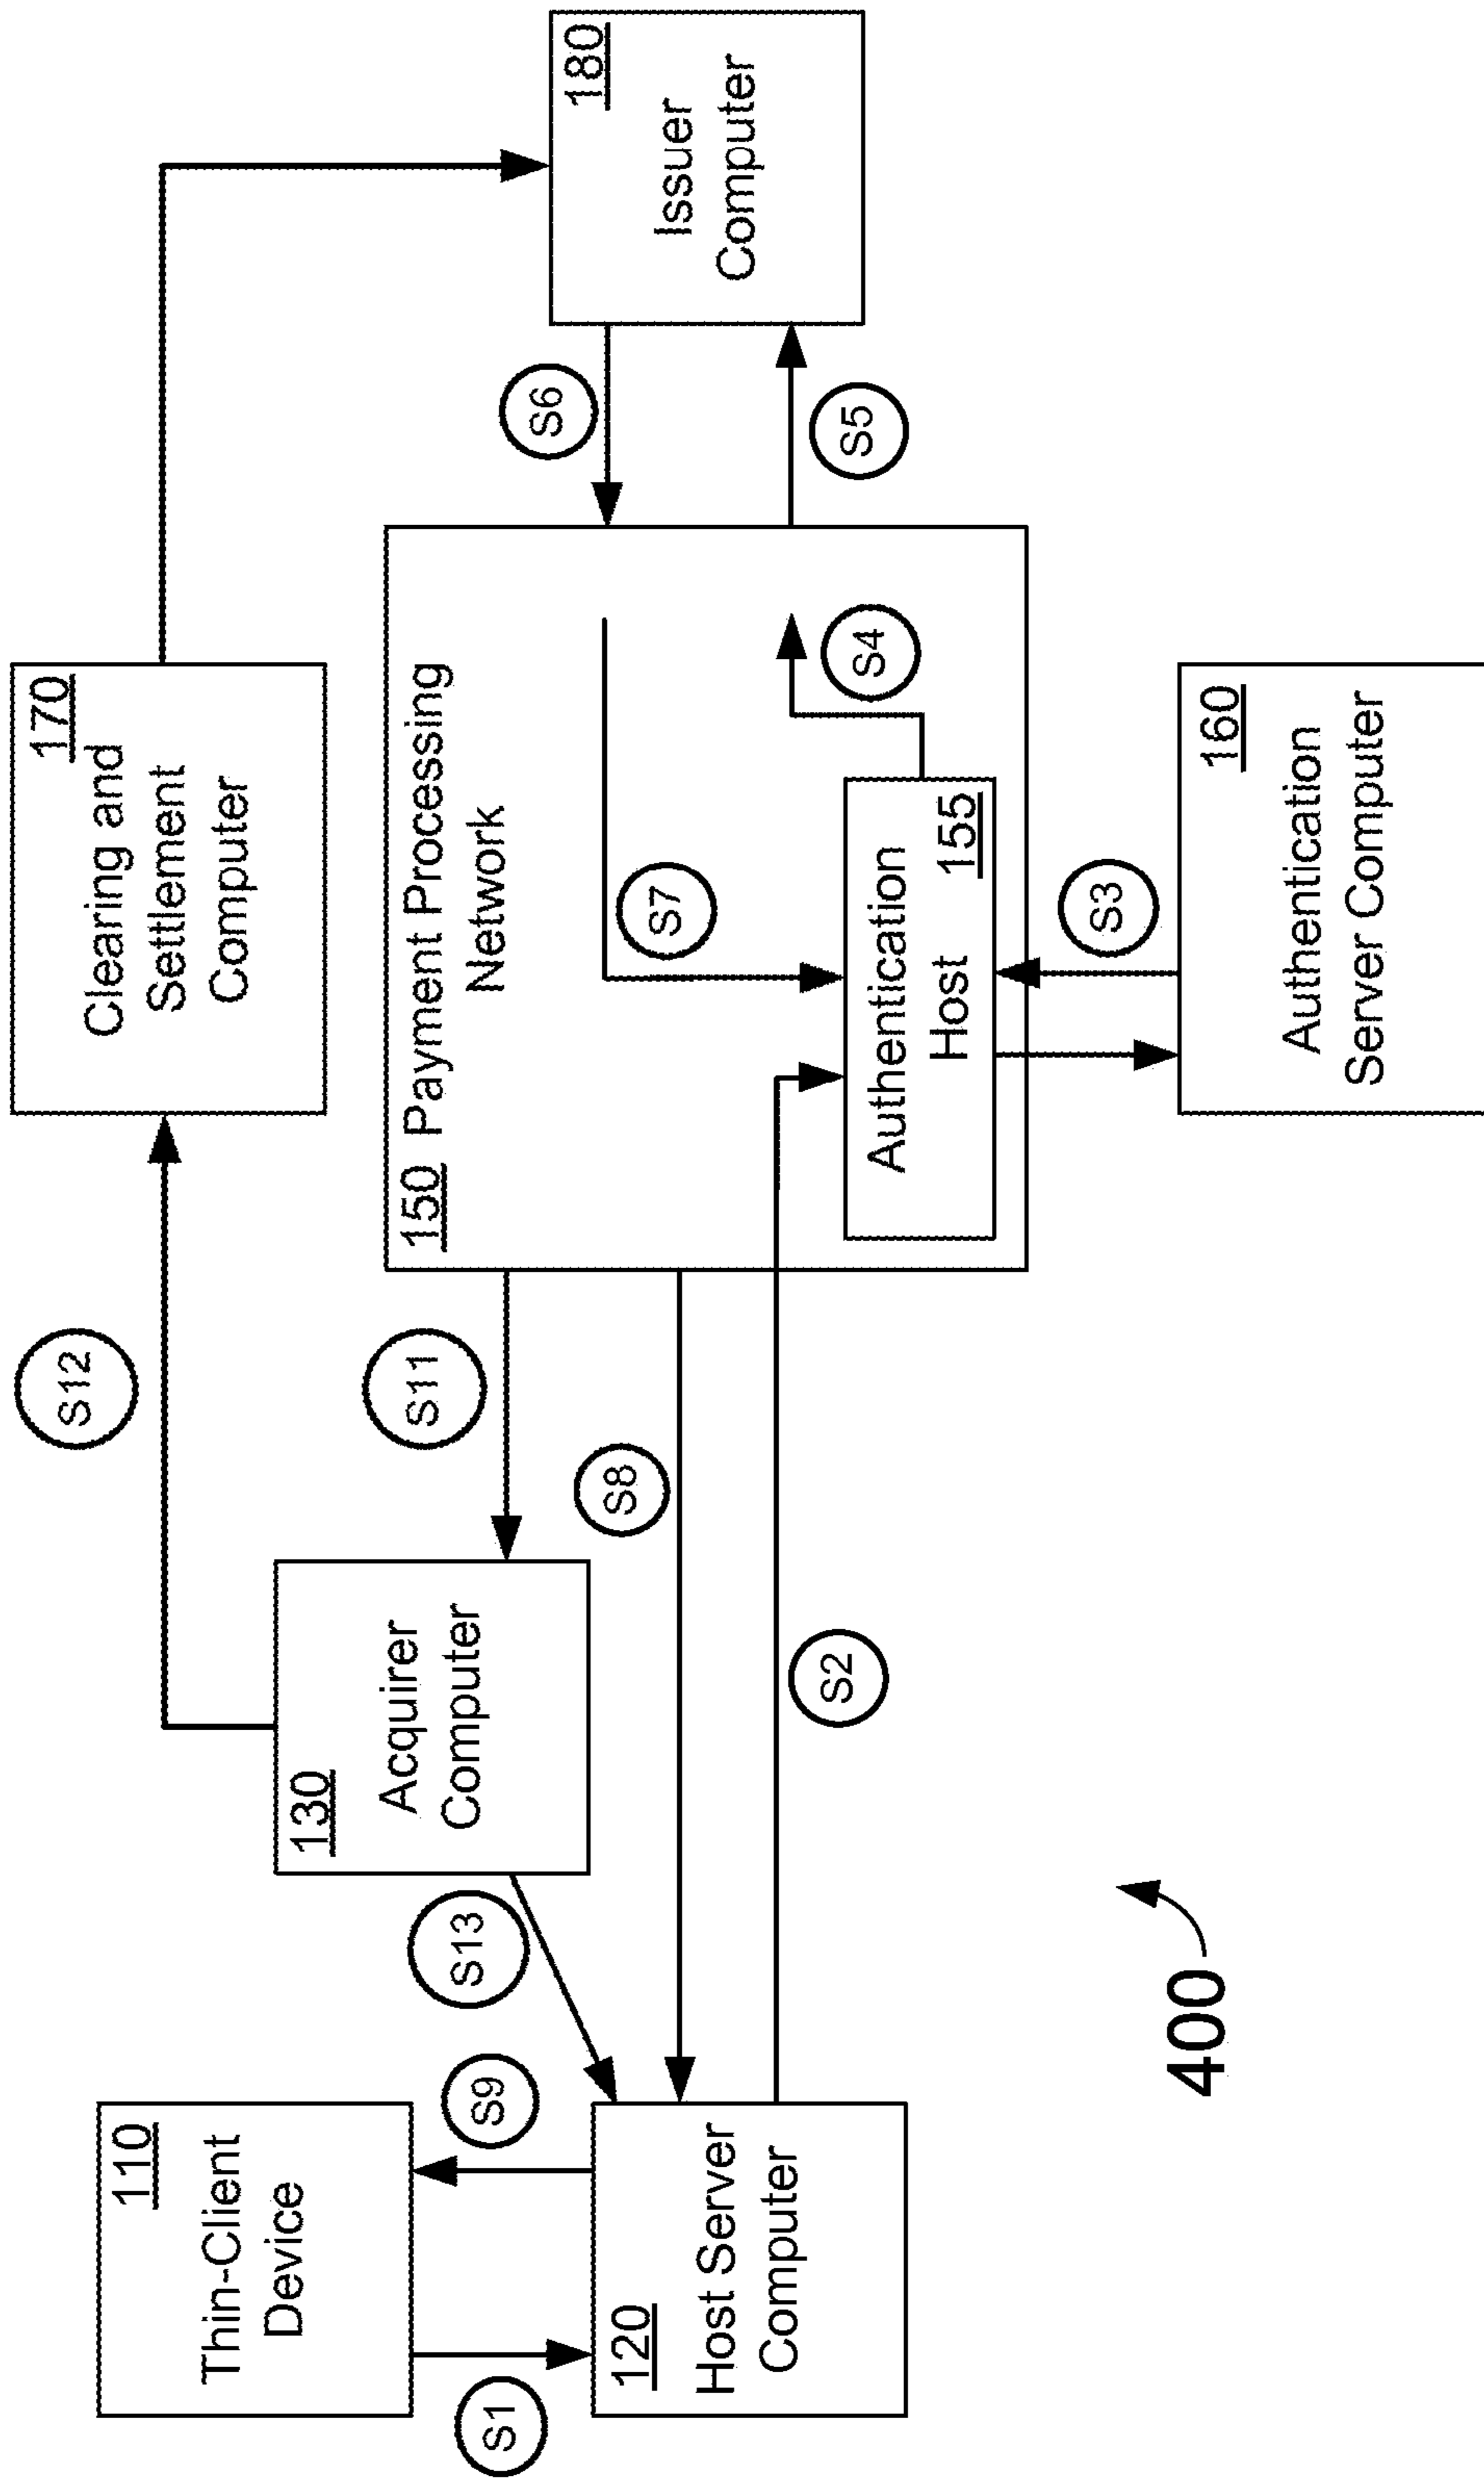 110
Thin-Client
Device
S1
S9
120
Host Server
Computer
S13
130
Acquirer
Computer
S12
S11
S8
S2
170
Clearing and
Settlement
Computer
150 Payment Processing
Network
S7
S4
Authentication
Host 155
S3
160
Authentication
Server Computer
S6
S5
180
Issuer
Computer
400